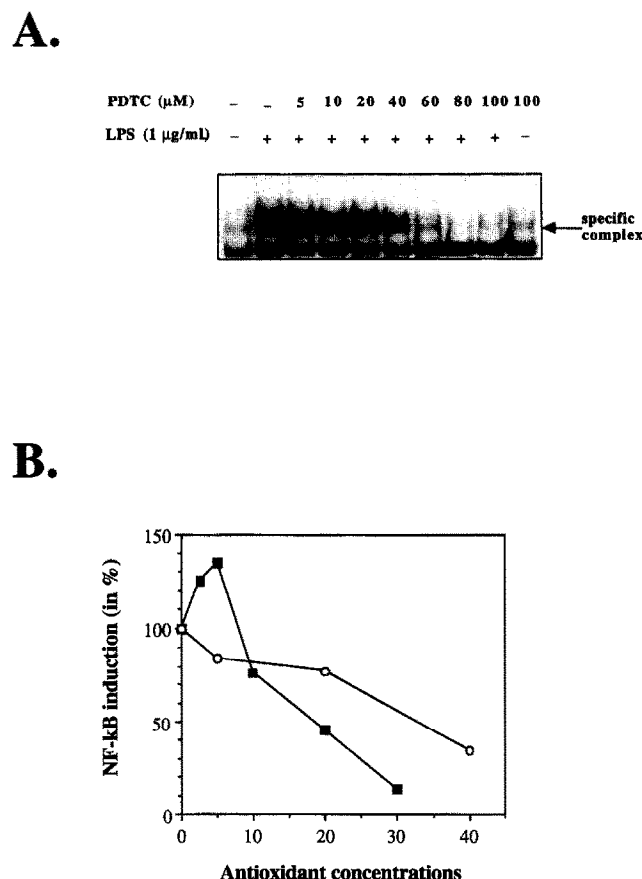 A.
PDTC (μM) – – 5 10 20 40 60 80 100 100
LPS (1 μg/mL) – + + + + + + + + –
specific
complex
B.
150
100
50
0
NF-kB induction (in %)
0 10 20 30 40
Antioxidant concentrations